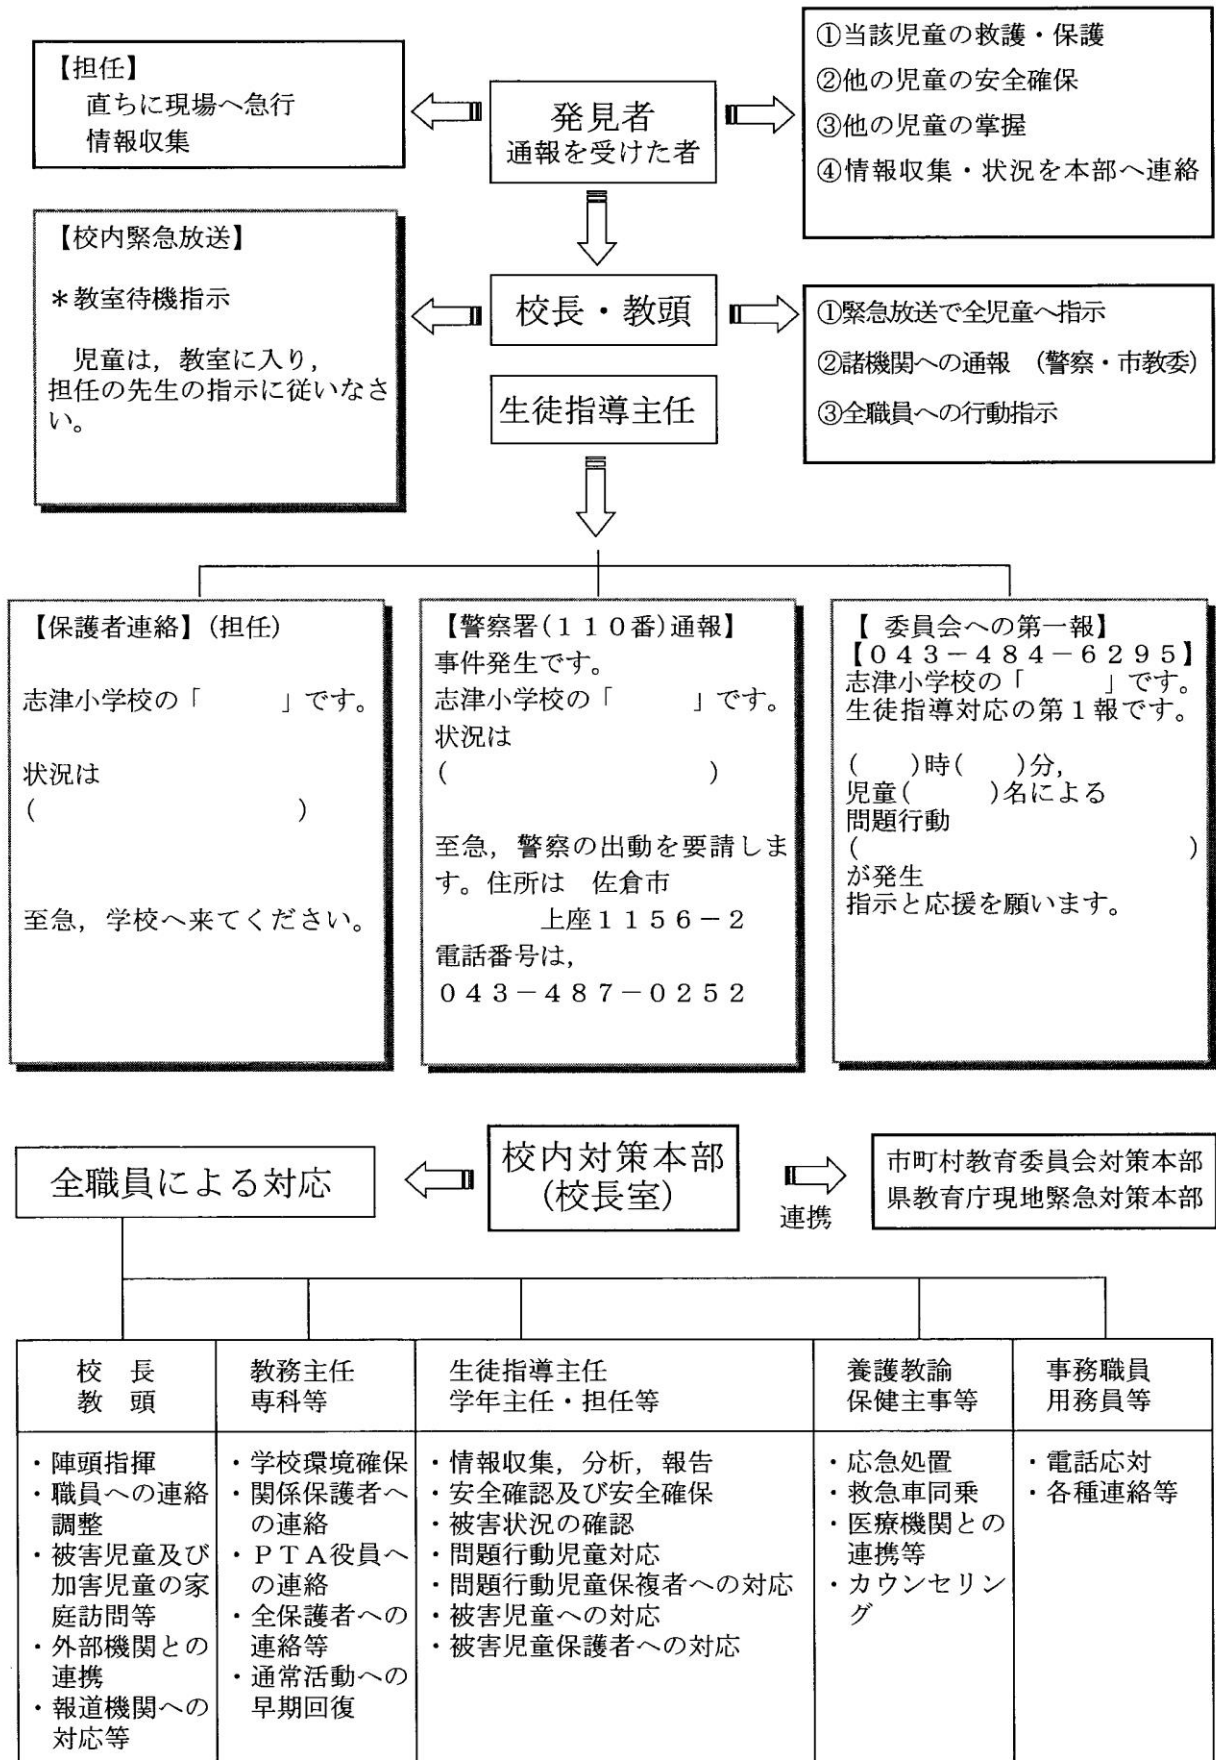 【担任】
直ちに現場へ急行
情報収集
発見者
通報を受けた者
①当該児童の救護・保護
②他の児童の安全確保
③他の児童の掌握
④情報収集・状況を本部へ連絡
【校内緊急放送】
＊教室待機指示
児童は，教室に入り，
担任の先生の指示に従いなさ
い。
校長・教頭
生徒指導主任
①緊急放送で全児童へ指示
②諸機関への通報　（警察・市教委）
③全職員への行動指示
【保護者連絡】(担任)
志津小学校の「　　　」です。
状況は
(　　　　　　　　　　)
至急，学校へ来てください。
【警察署(１１０番)通報】
事件発生です。
志津小学校の「　　　」です。
状況は
(　　　　　　　　　　)
至急，警察の出動を要請しま
す。住所は　佐倉市
上座１１５６－２
電話番号は，
０４３－４８７－０２５２
【 委員会への第一報】
【０４３－４８４－６２９５】
志津小学校の「　　　」です。
生徒指導対応の第１報です。
(　　)時(　　)分，
児童(　　　)名による
問題行動
(　　　　　　　　　　　　)
が発生
指示と応援を願います。
全職員による対応
校内対策本部
(校長室)
連携
市町村教育委員会対策本部
県教育庁現地緊急対策本部
校　長
教　頭
・陣頭指揮
・職員への連絡
調整
・被害児童及び
加害児童の家
庭訪問等
・外部機関との
連携
・報道機関への
対応等
教務主任
専科等
・学校環境確保
・関係保護者へ
の連絡
・ＰＴＡ役員へ
の連絡
・全保護者への
連絡等
・通常活動への
早期回復
生徒指導主任
学年主任・担任等
・情報収集，分析，報告
・安全確認及び安全確保
・被害状況の確認
・問題行動児童対応
・問題行動児童保複者への対応
・被害児童への対応
・被害児童保護者への対応
養護教諭
保健主事等
・応急処置
・救急車同乗
・医療機関との
連携等
・カウンセリン
グ
事務職員
用務員等
・電話応対
・各種連絡等